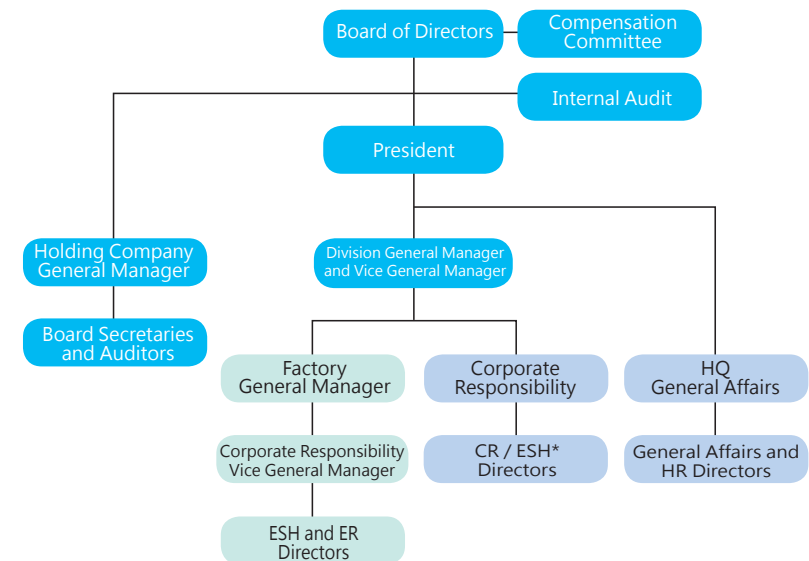 Board of Directors
Compensation
Committee
Internal Audit
President
Holding Company
General Manager
Division General Manager
and Vice General Manager
Board Secretaries
and Auditors
Factory
General Manager
Corporate
Responsibility
HQ
General Affairs
Corporate Responsibility
Vice General Manager
CR / ESH*
Directors
General Affairs and
HR Directors
ESH and ER
Directors